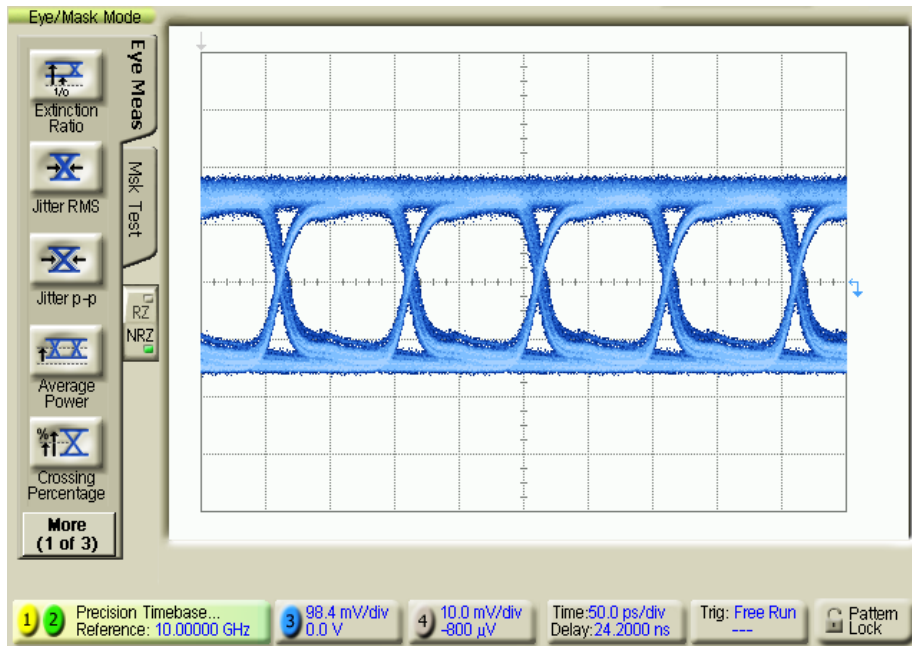 Eye/Mask Mode
Eye Meas
Msk Test
1/0
Extinction
Ratio
Jitter RMS
Jitter p-p
RZ
NRZ
Average
Power
%
Crossing
Percentage
More
(1 of 3)
1 2 Precision Timebase...
Reference: 10.00000 GHz
3 98.4 mV/div
0.0 V
4 10.0 mV/div
-800 µV
Time:50.0 ps/div
Delay:24.2000 ns
Trig: Free Run
---
Pattern
Lock